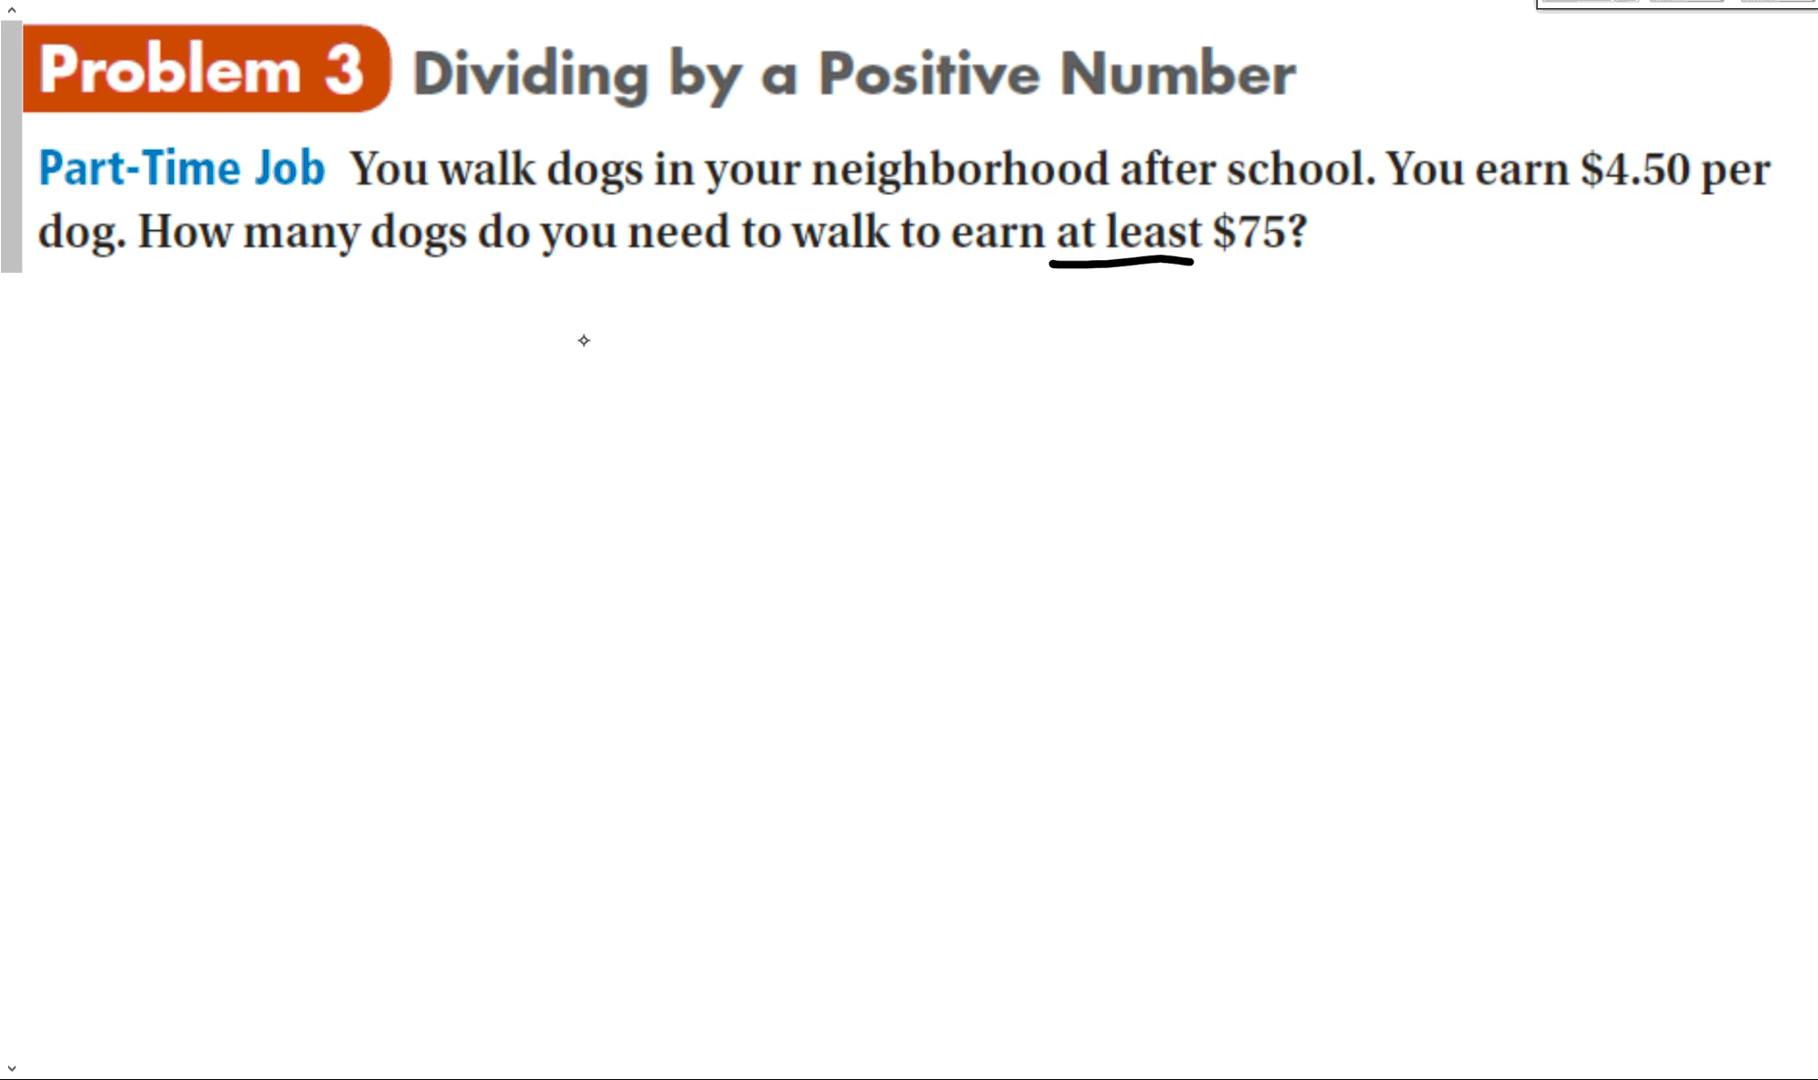 Problem 3 Dividing by a Positive Number
Part-Time Job You walk dogs in your neighborhood after school. You earn $4.50 per
dog. How many dogs do you need to walk to earn at least $75?